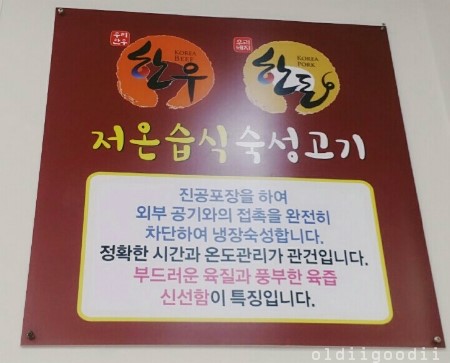 우리
한우
한우
KOREA
BEEF
우리
돼지
한돈
KOREA
PORK
저온습식숙성고기
진공포장을 하여
외부 공기와의 접촉을 완전히
차단하여 냉장숙성합니다.
정확한 시간과 온도관리가 관건입니다.
부드러운 육질과 풍부한 육즙
신선함이 특징입니다.
oldiigoodii